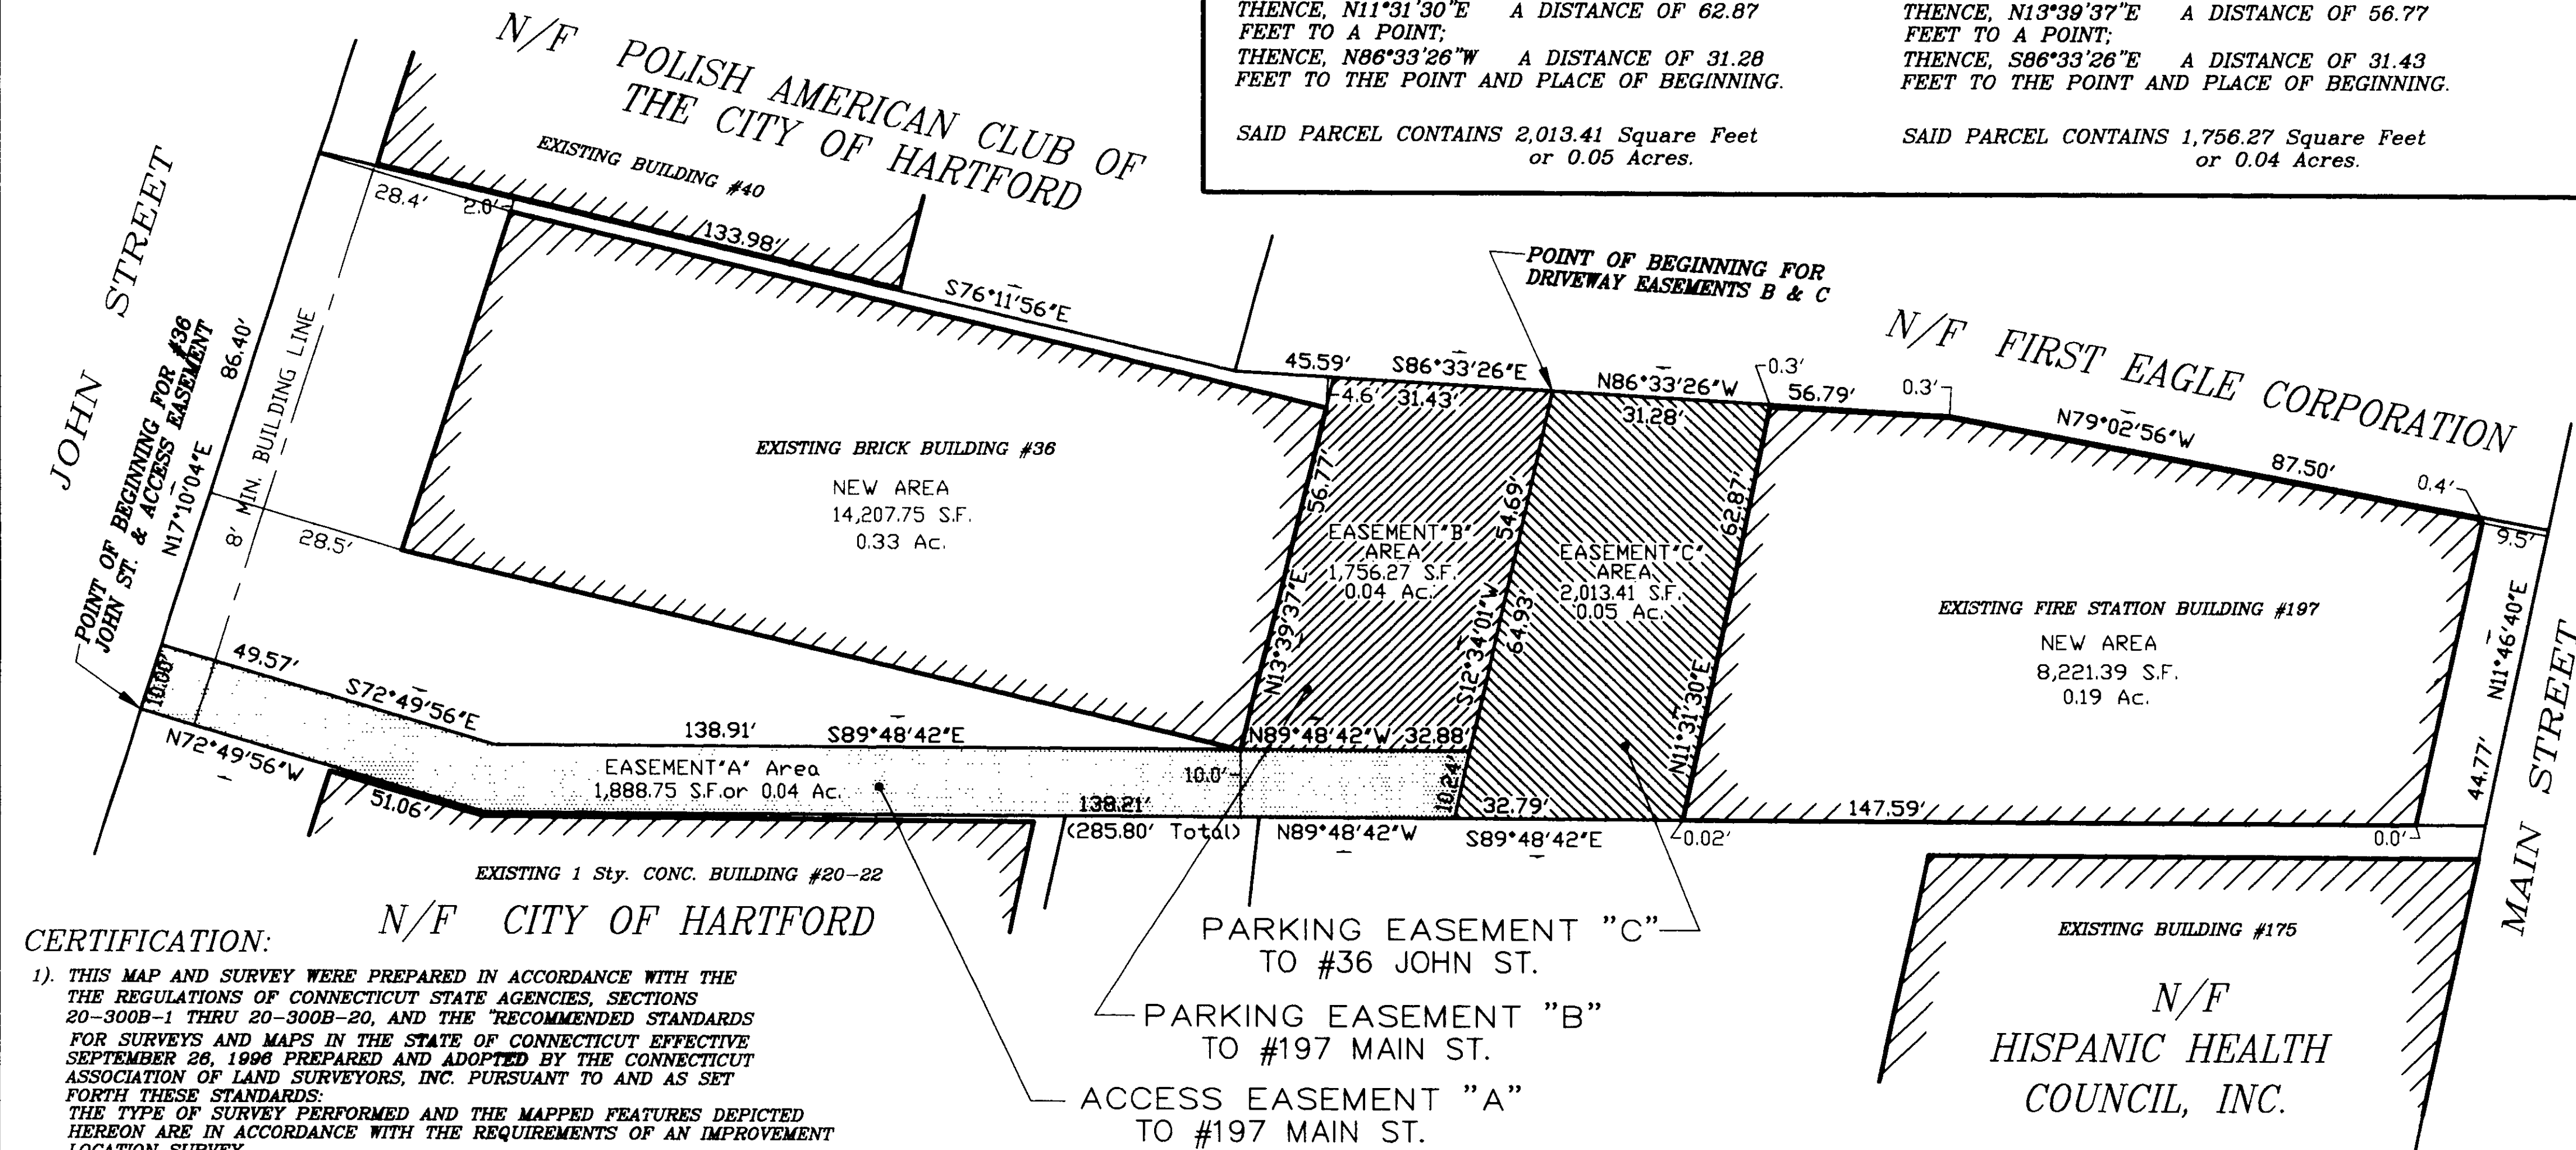 THENCE, N11°31'30"E A DISTANCE OF 62.87
FEET TO A POINT;
THENCE, N86°33'26"W A DISTANCE OF 31.28
FEET TO THE POINT AND PLACE OF BEGINNING.
SAID PARCEL CONTAINS 2,013.41 Square Feet
or 0.05 Acres.
THENCE, N13°39'37"E A DISTANCE OF 56.77
FEET TO A POINT;
THENCE, S86°33'26"E A DISTANCE OF 31.43
FEET TO THE POINT AND PLACE OF BEGINNING.
SAID PARCEL CONTAINS 1,756.27 Square Feet
or 0.04 Acres.
N/F POLISH AMERICAN CLUB OF
THE CITY OF HARTFORD
EXISTING BUILDING #40
28.4'
2.0'
133.98'
S76°11'56"E
JOHN STREET
POINT OF BEGINNING FOR #36
JOHN ST. & ACCESS EASEMENT
N17°10'04"E
86.40'
8' MIN. BUILDING LINE
28.5'
EXISTING BRICK BUILDING #36
NEW AREA
14,207.75 S.F.
0.33 Ac.
POINT OF BEGINNING FOR
DRIVEWAY EASEMENTS B & C
45.59'
S86°33'26"E
4.6'
31.43'
N86°33'26"W
31.28'
0.3'
56.79'
0.3'
N/F FIRST EAGLE CORPORATION
N79°02'56"W
87.50'
0.4'
9.5'
56.77'
N13°39'37"E
EASEMENT"B"
AREA
1,756.27 S.F.
0.04 Ac.
54.69'
S12°34'01"W
64.93'
EASEMENT"C"
AREA
2,013.41 S.F.
0.05 Ac.
62.87'
N11°31'30"E
EXISTING FIRE STATION BUILDING #197
NEW AREA
8,221.39 S.F.
0.19 Ac.
N11°46'40"E
44.77'
MAIN STREET
10.00'
49.57'
S72°49'56"E
N72°49'56"W
51.06'
138.91'
S89°48'42"E
EASEMENT"A" Area
1,888.75 S.F.or 0.04 Ac.
10.0'
N89°48'42"W 32.88'
10.24'
138.21'
(285.80' Total)
N89°48'42"W
32.79'
S89°48'42"E
0.02'
147.59'
0.0'
EXISTING 1 Sty. CONC. BUILDING #20-22
N/F CITY OF HARTFORD
PARKING EASEMENT "C"
TO #36 JOHN ST.
PARKING EASEMENT "B"
TO #197 MAIN ST.
ACCESS EASEMENT "A"
TO #197 MAIN ST.
EXISTING BUILDING #175
N/F
HISPANIC HEALTH
COUNCIL, INC.
CERTIFICATION:
1). THIS MAP AND SURVEY WERE PREPARED IN ACCORDANCE WITH THE
THE REGULATIONS OF CONNECTICUT STATE AGENCIES, SECTIONS
20-300B-1 THRU 20-300B-20, AND THE "RECOMMENDED STANDARDS
FOR SURVEYS AND MAPS IN THE STATE OF CONNECTICUT EFFECTIVE
SEPTEMBER 26, 1996 PREPARED AND ADOPTED BY THE CONNECTICUT
ASSOCIATION OF LAND SURVEYORS, INC. PURSUANT TO AND AS SET
FORTH THESE STANDARDS:
THE TYPE OF SURVEY PERFORMED AND THE MAPPED FEATURES DEPICTED
HEREON ARE IN ACCORDANCE WITH THE REQUIREMENTS OF AN IMPROVEMENT
LOCATION SURVEY